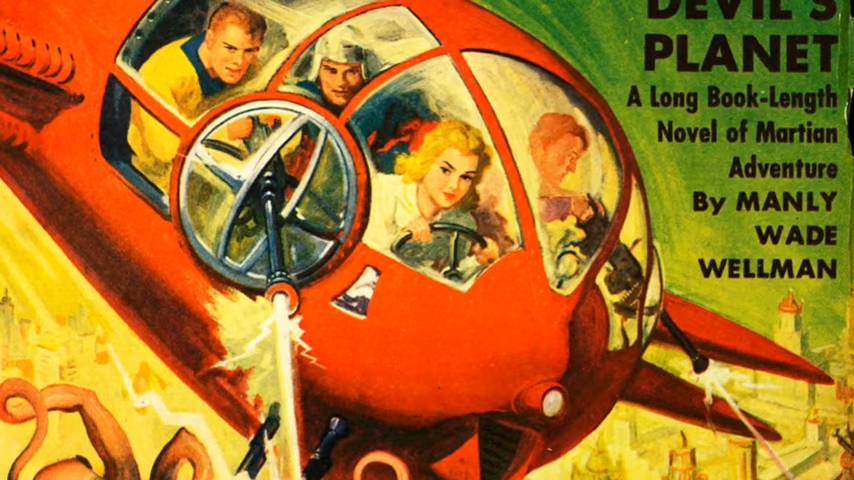 DEVIL'S
PLANET
A Long Book-Length
Novel of Martian
Adventure
By MANLY
WADE
WELLMAN